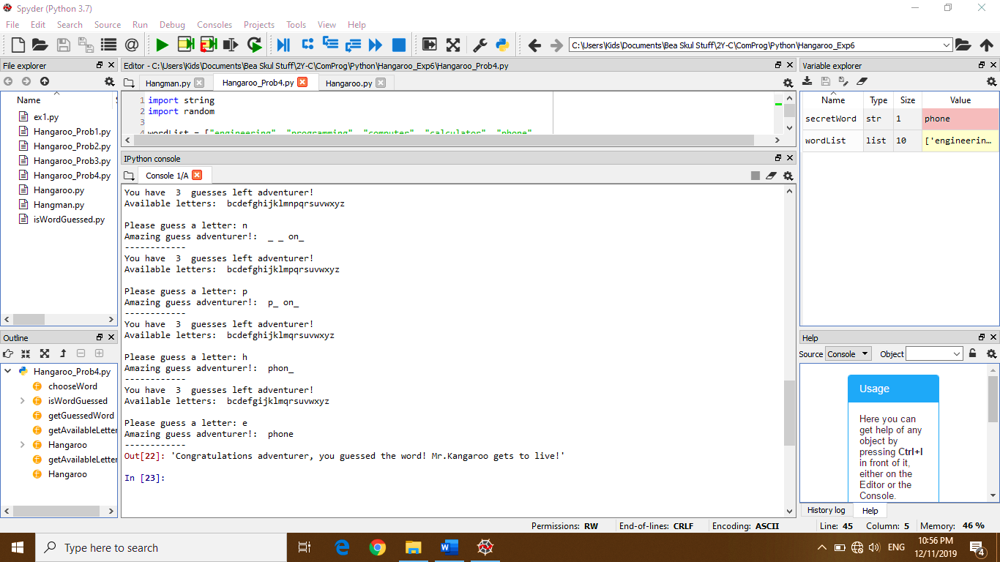 Spyder (Python 3.7)
File Edit Search Source Run Debug Consoles Projects Tools View Help
C:\Users\Kids\Documents\Bea Skul Stuff\2Y-C\ComProg\Python\Hangaroo_Exp6
File explorer
Name
ex1.py
Hangaroo_Prob1.py
Hangaroo_Prob2.py
Hangaroo_Prob3.py
Hangaroo_Prob4.py
Hangaroo.py
Hangman.py
isWordGuessed.py
Outline
Hangaroo_Prob4.py
chooseWord
isWordGuessed
getGuessedWord
getAvailableLetter
Hangaroo
getAvailableLetter
Hangaroo
Editor - C:\Users\Kids\Documents\Bea Skul Stuff\2Y-C\ComProg\Python\Hangaroo_Exp6\Hangaroo_Prob4.py
Hangman.py Hangaroo_Prob4.py Hangaroo.py
1 import string
2 import random
3
4 wordList = ["engineering", "programming", "computer", "calculator", "phone"
IPython console
Console 1/A
You have  3  guesses left adventurer!
Available letters:  bcdefghijklmnpqrsuvwxyz
Please guess a letter: n
Amazing guess adventurer!:  _ _ on_
------------
You have  3  guesses left adventurer!
Available letters:  bcdefghijklmpqrsuvwxyz
Please guess a letter: p
Amazing guess adventurer!:  p_ on_
------------
You have  3  guesses left adventurer!
Available letters:  bcdefghijklmqrsuvwxyz
Please guess a letter: h
Amazing guess adventurer!:  phon_
------------
You have  3  guesses left adventurer!
Available letters:  bcdefgijklmqrsuvwxyz
Please guess a letter: e
Amazing guess adventurer!:  phone
------------
Out[22]: 'Congratulations adventurer, you guessed the word! Mr.Kangaroo gets to live!'
In [23]:
Variable explorer
Name Type Size Value
secretWord str 1 phone
wordList list 10 ['engineerin…
Help
Source Console Object
Usage
Here you can
get help of any
object by
pressing Ctrl+I
in front of it,
either on the
Editor or the
Console.
History log Help
Permissions: RW End-of-lines: CRLF Encoding: ASCII Line: 45 Column: 5 Memory: 46 %
Type here to search
ENG
10:56 PM
12/11/2019
4